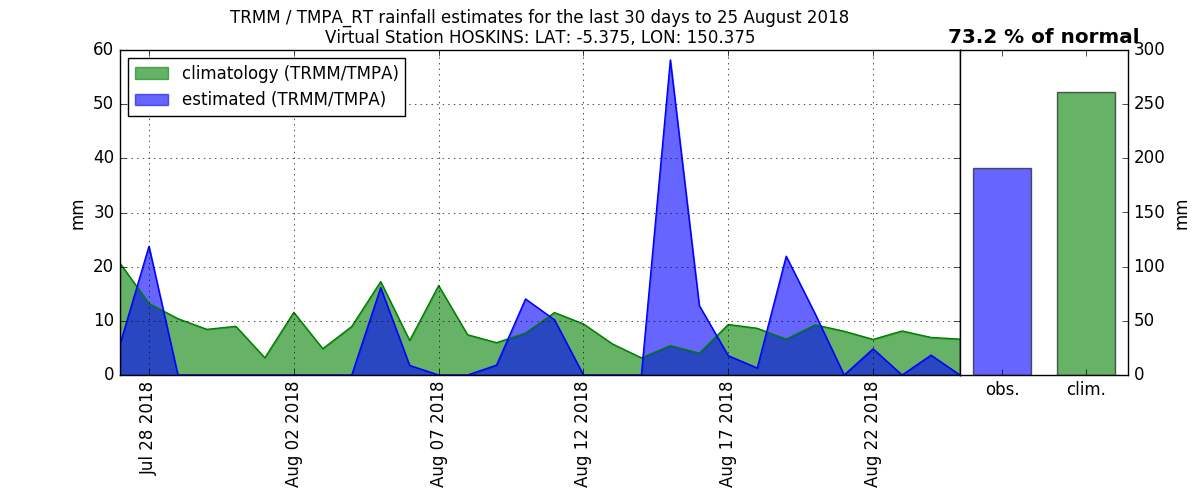 TRMM / TMPA_RT rainfall estimates for the last 30 days to 25 August 2018
Virtual Station HOSKINS: LAT: -5.375, LON: 150.375
73.2 % of normal
climatology (TRMM/TMPA)
estimated (TRMM/TMPA)
60
50
40
30
20
10
0
mm
Jul 28 2018
Aug 02 2018
Aug 07 2018
Aug 12 2018
Aug 17 2018
Aug 22 2018
obs.
clim.
300
250
200
150
100
50
0
mm